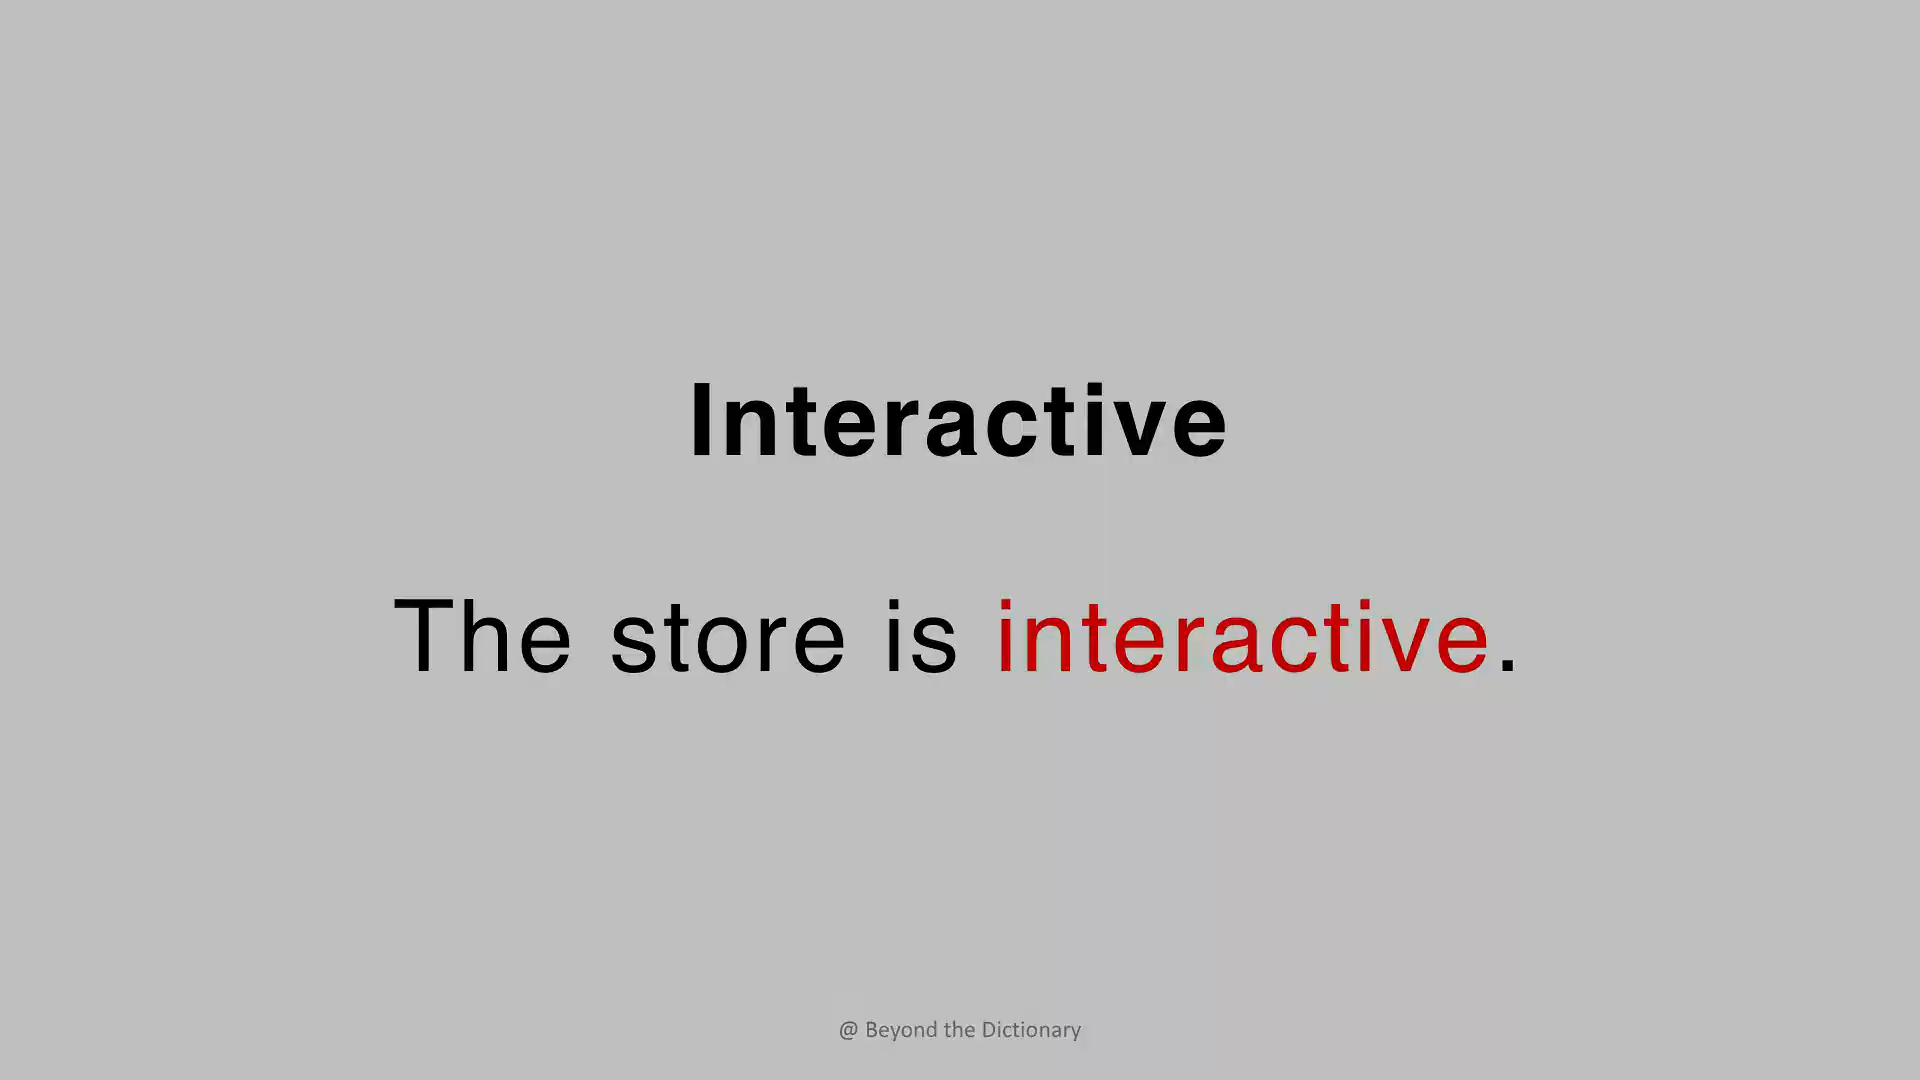 Interactive
The store is interactive.
@ Beyond the Dictionary